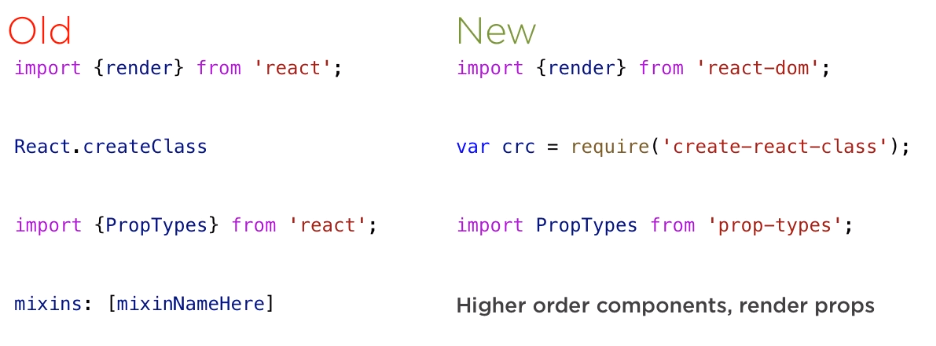 Old
New
import {render} from 'react';
import {render} from 'react-dom';
React.createClass
var crc = require('create-react-class');
import {PropTypes} from 'react';
import PropTypes from 'prop-types';
mixins: [mixinNameHere]
Higher order components, render props